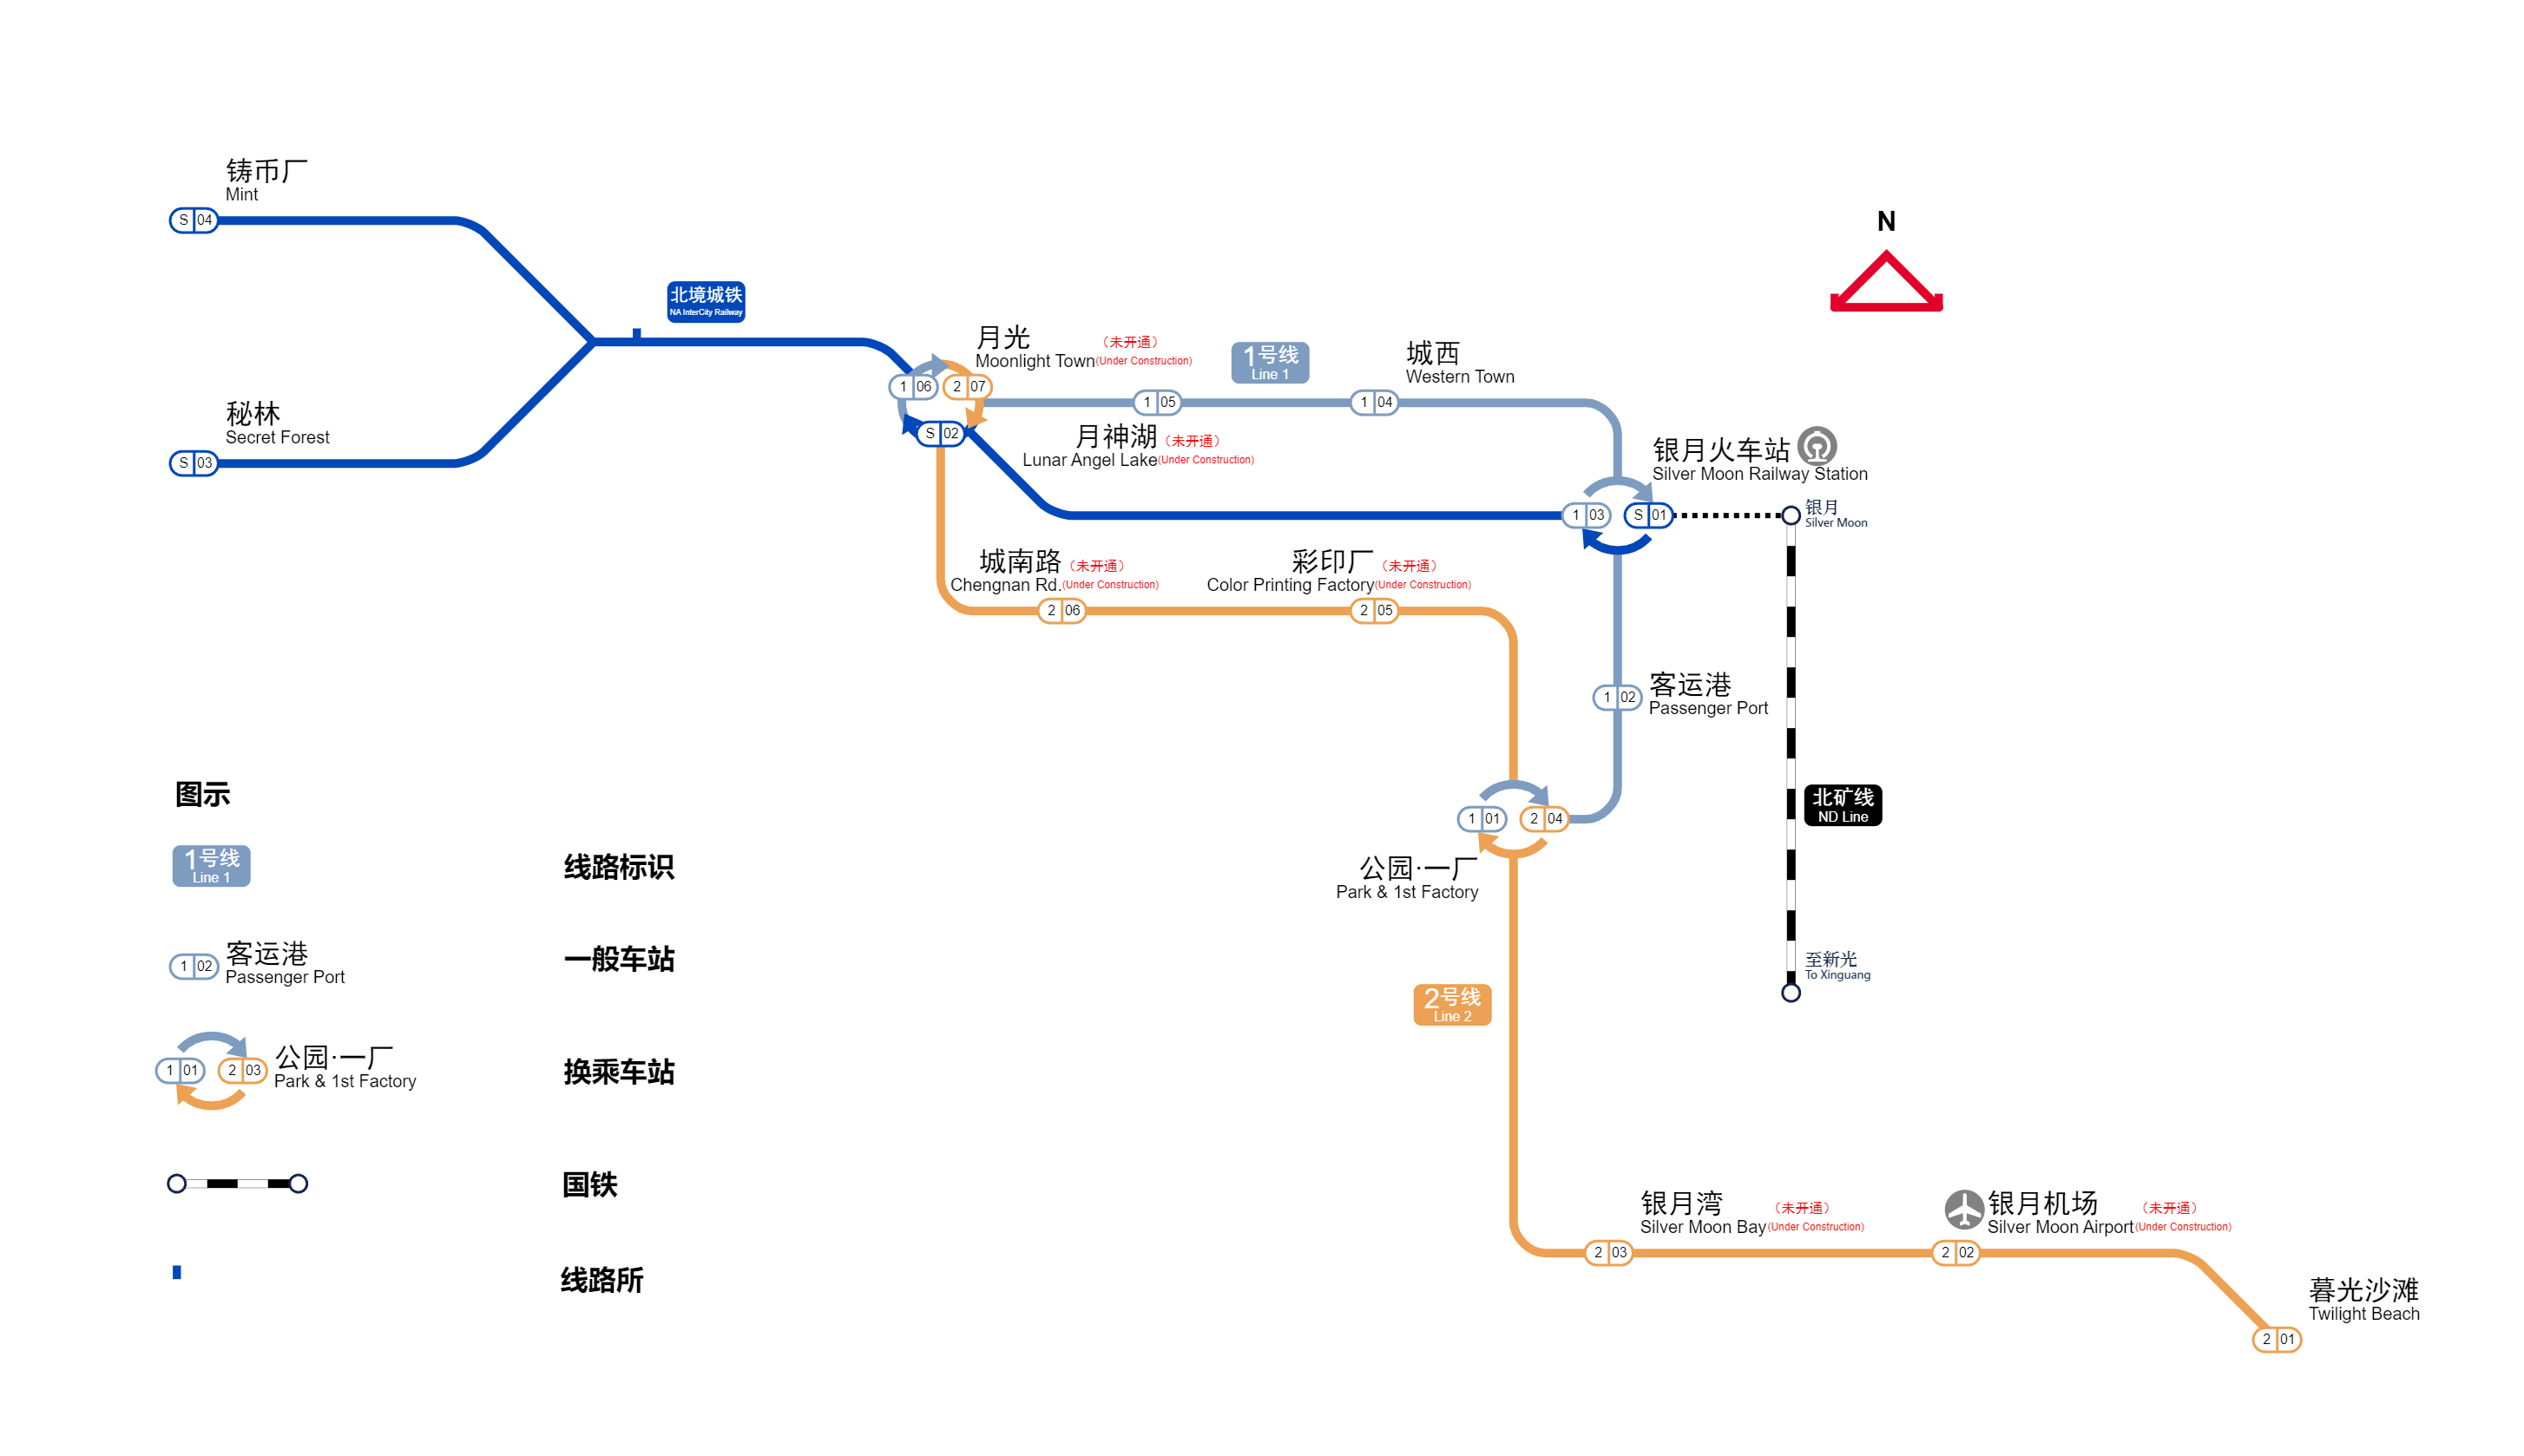 铸币厂
Mint
S 04
N
北境城铁
NA InterCity Railway
月光
(未开通)
Moonlight Town(Under Construction)
1号线
Line 1
城西
Western Town
1 06
2 07
1 05
1 04
秘林
Secret Forest
S 03
S 02
月神湖(未开通)
Lunar Angel Lake(Under Construction)
银月火车站
Silver Moon Railway Station
1 03
S 01
银月
Silver Moon
城南路(未开通)
Chengnan Rd.(Under Construction)
彩印厂(未开通)
Color Printing Factory(Under Construction)
2 06
2 05
客运港
Passenger Port
1 02
北矿线
ND Line
1 01
2 04
公园·一厂
Park & 1st Factory
至新光
To Xinguang
2号线
Line 2
银月湾(未开通)
Silver Moon Bay(Under Construction)
银月机场(未开通)
Silver Moon Airport(Under Construction)
2 03
2 02
暮光沙滩
Twilight Beach
2 01
图示
1号线
Line 1
线路标识
1 02
客运港
Passenger Port
一般车站
1 01
2 03
公园·一厂
Park & 1st Factory
换乘车站
国铁
线路所